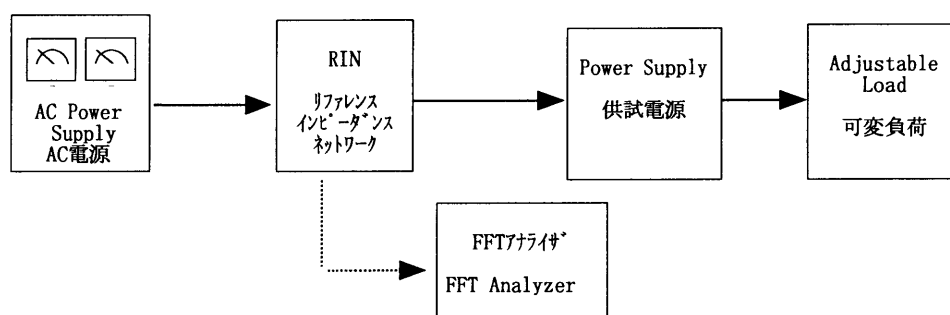 AC Power
Supply
AC電源
RIN
リファレンス
インピーダンス
ネットワーク
Power Supply
供試電源
Adjustable
Load
可変負荷
FFTアナライザ
FFT Analyzer